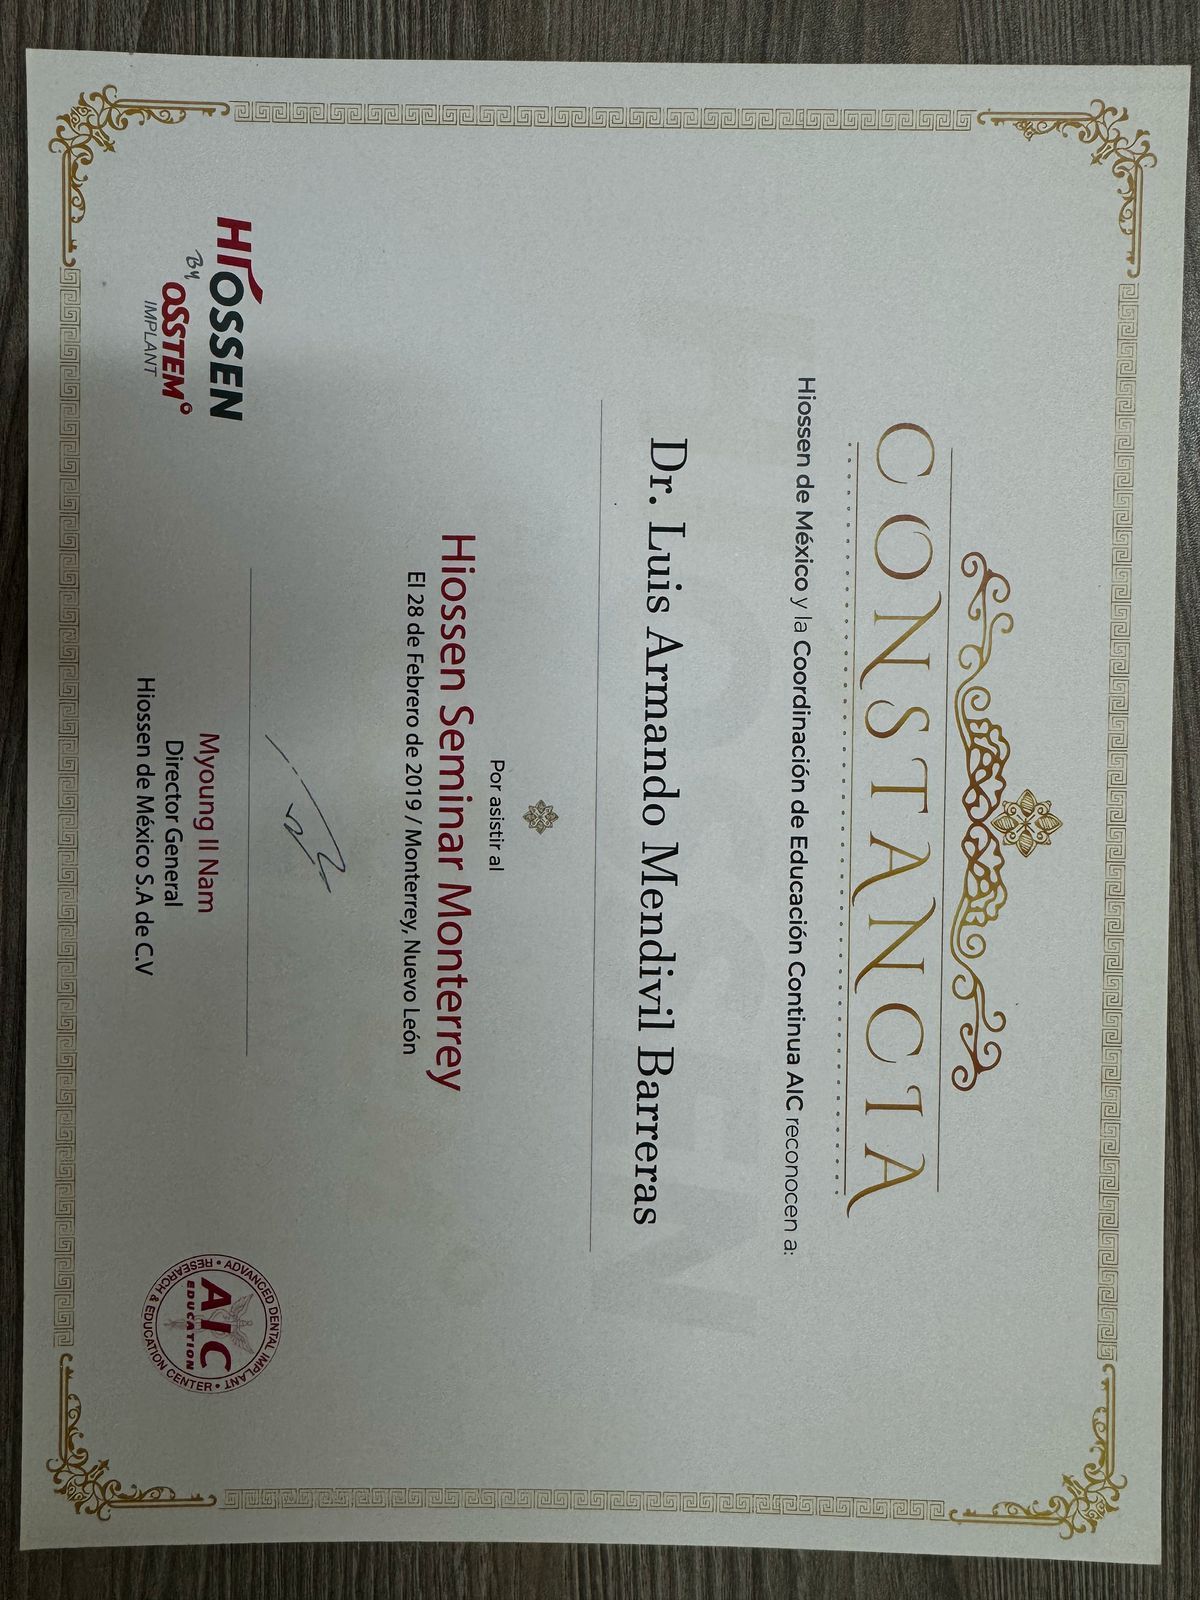 CONSTANCIA
Hiossen de México y la Coordinación de Educación Continua AIC reconocen a:
Dr. Luis Armando Mendivil Barreras
Por asistir al
Hiossen Seminar Monterrey
El 28 de Febrero de 2019 / Monterrey, Nuevo León
Myoung Il Nam
Director General
Hiossen de México S.A de C.V
HIOSSEN
By OSSTEM
IMPLANT
AIC
EDUCATION
ADVANCED DENTAL IMPLANT • RESEARCH & EDUCATION CENTER •